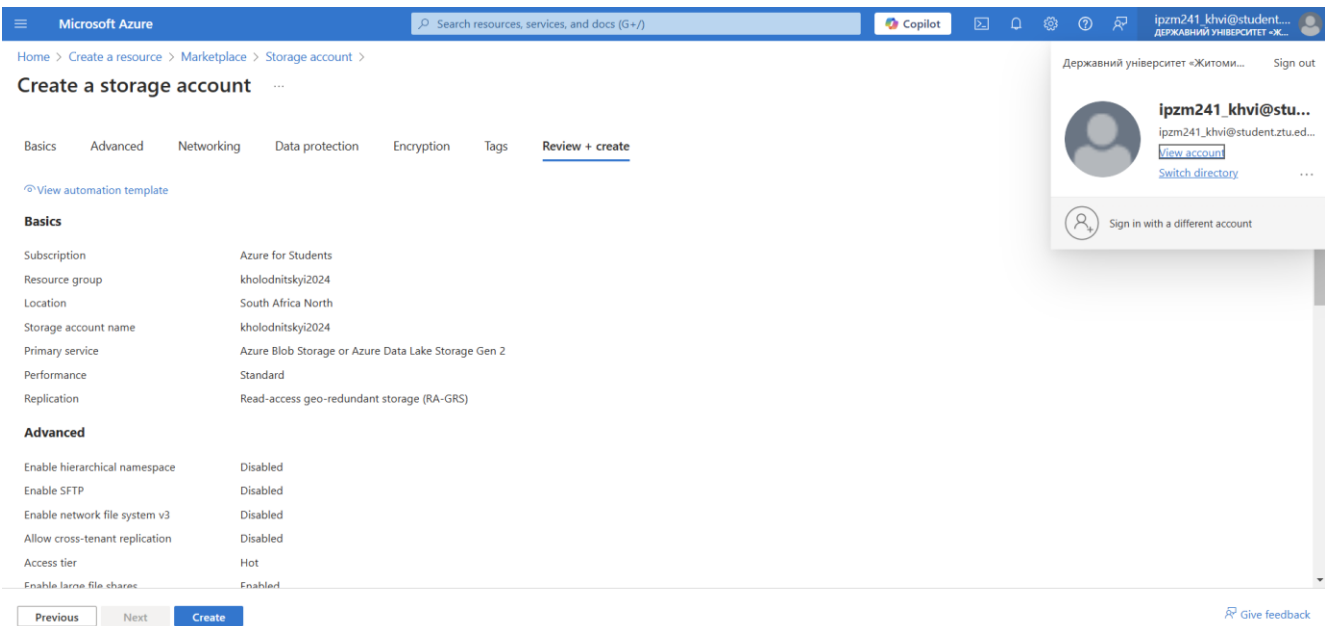 Microsoft Azure
Search resources, services, and docs (G+/)
Copilot
ipzm241_khvi@student....
ДЕРЖАВНИЙ УНІВЕРСИТЕТ «Ж...
Home > Create a resource > Marketplace > Storage account >
Create a storage account ...
Державний університет «Житоми...
Sign out
ipzm241_khvi@stu...
ipzm241_khvi@student.ztu.ed...
View account
Switch directory
...
Sign in with a different account
Basics Advanced Networking Data protection Encryption Tags Review + create
View automation template
Basics
Subscription Azure for Students
Resource group kholodnitskyi2024
Location South Africa North
Storage account name kholodnitskyi2024
Primary service Azure Blob Storage or Azure Data Lake Storage Gen 2
Performance Standard
Replication Read-access geo-redundant storage (RA-GRS)
Advanced
Enable hierarchical namespace Disabled
Enable SFTP Disabled
Enable network file system v3 Disabled
Allow cross-tenant replication Disabled
Access tier Hot
Enable large file shares Enabled
Previous Next Create
Give feedback